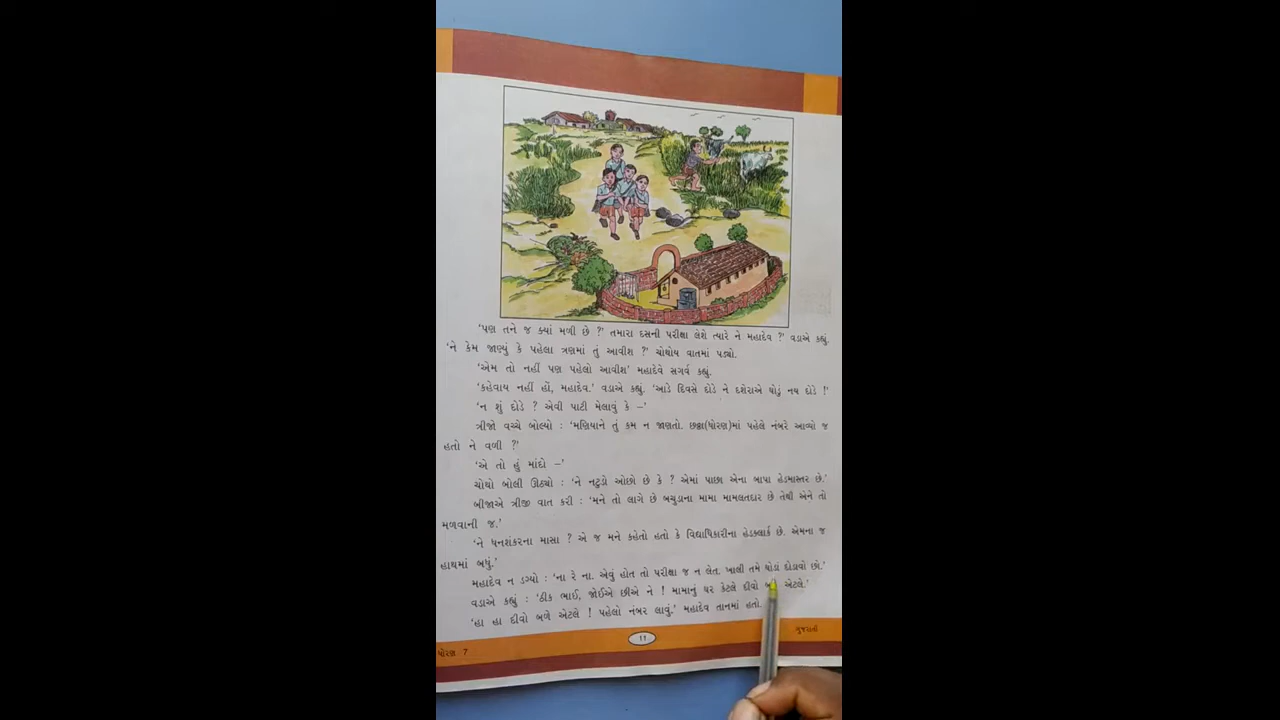 'પણ તને જ ક્યાં મળી છે ?' તમારા દસની પરીક્ષા લેશે ત્યારે ને મહાદેવ ?' વડાએ કહ્યું.
'ને કેમ જાણ્યું કે પહેલા ત્રણમાં તું આવીશ ?' ચોથોય વાતમાં પડ્યો.
'એમ તો નહીં પણ પહેલો આવીશ' મહાદેવે સગર્વ કહ્યું.
'કહેવાય નહીં હોં, મહાદેવ.' વડાએ કહ્યું. 'આડે દિવસે દોડે ને દશેરાએ ઘોડું નય દોડે !'
'ન શું દોડે ? એવી પાટી મેલાવું કે –'
ત્રીજો વચ્ચે બોલ્યો : 'મણિયાને તું કમ ન જાણતો. છઠ્ઠા(ધોરણ)માં પહેલે નંબરે આવ્યો જ
હતો ને વળી ?'
'એ તો હું માંદો –'
ચોથો બોલી ઊઠ્યો : 'ને નટુડો ઓછો છે કે ? એમાં પાછા એના બાપા હેડમાસ્તર છે.'
બીજાએ ત્રીજી વાત કરી : 'મને તો લાગે છે બચુડાના મામા મામલતદાર છે તેથી એને તો
મળવાની જ.'
'ને ધનશંકરના માસા ? એ જ મને કહેતો હતો કે વિદ્યાધિકારીના હેડક્લાર્ક છે. એમના જ
હાથમાં બધું.'
મહાદેવ ન ડગ્યો : 'ના રે ના. એવું હોત તો પરીક્ષા જ ન લેત. ખાલી તમે ઘોડાં દોડાવો છો.'
વડાએ કહ્યું : 'ઠીક ભાઈ, જોઈએ છીએ ને ! મામાનું ઘર કેટલે દીવો બળે એટલે.'
'હા હા દીવો બળે એટલે ! પહેલો નંબર લાવું.' મહાદેવ તાનમાં હતો.
ધોરણ 7
૧૧
ગુજરાતી